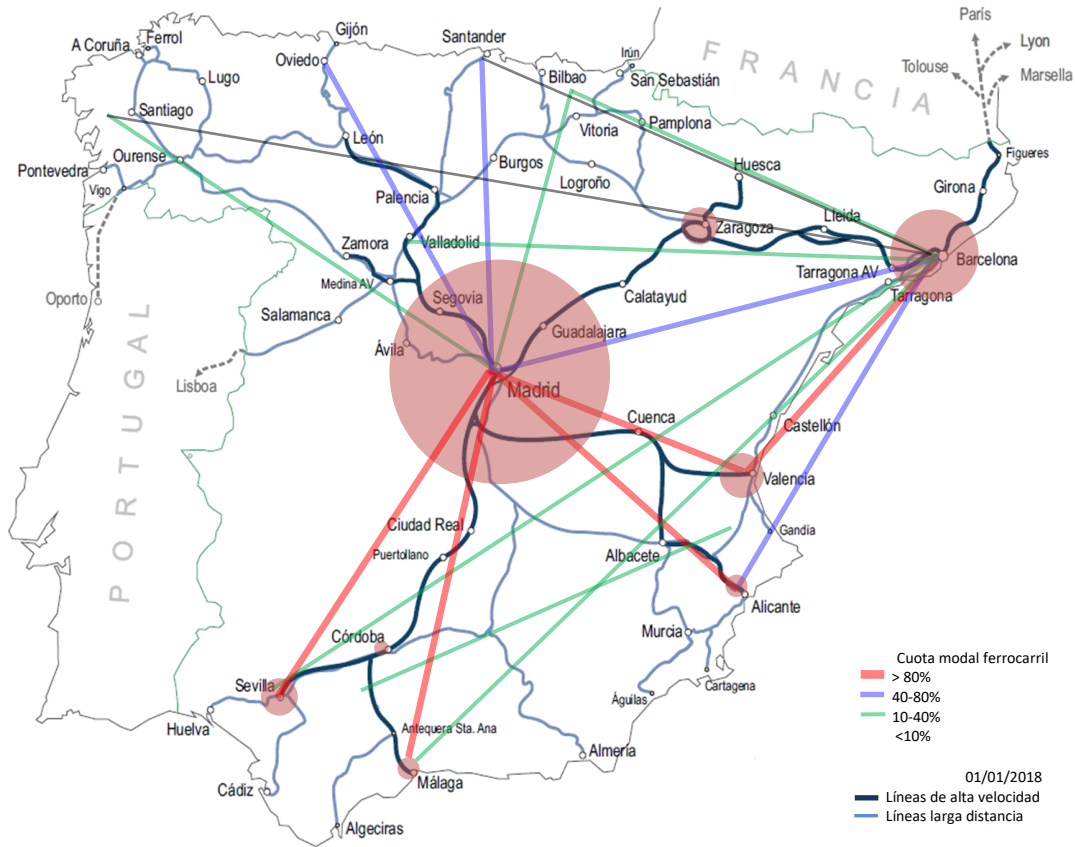 París
Lyon
Tolouse
Marsella
FRANCIA
Gijón
Santander
Ferrol
A Coruña
Oviedo
Irún
Bilbao
San Sebastián
Lugo
Santiago
León
Vitoria
Pamplona
Figueres
Ourense
Burgos
Huesca
Pontevedra
Logroño
Girona
Vigo
Palencia
Lleida
Zaragoza
Zamora
Valladolid
Barcelona
Tarragona AV
Medina AV
Calatayud
Tarragona
Oporto
Segovia
Salamanca
Guadalajara
Ávila
PORTUGAL
Lisboa
Madrid
Cuenca
Castellón
Valencia
Ciudad Real
Gandía
Puertollano
Albacete
Alicante
Córdoba
Murcia
Sevilla
Cartagena
Águilas
Huelva
Antequera Sta. Ana
Almería
Málaga
Cádiz
Algeciras
Cuota modal ferrocarril
> 80%
40-80%
10-40%
<10%
01/01/2018
Líneas de alta velocidad
Líneas larga distancia